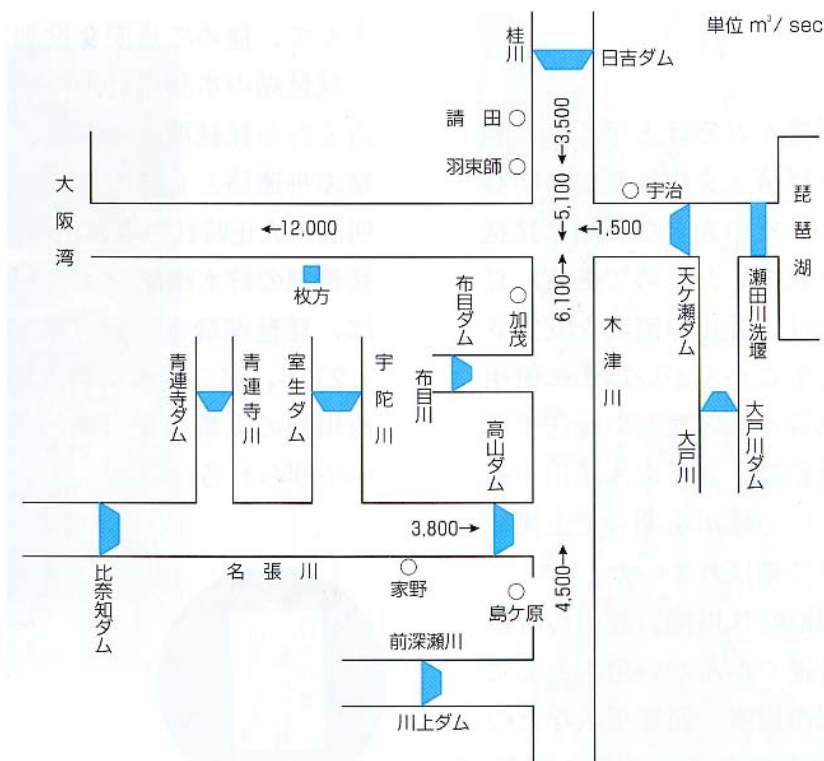 単位 m³/sec
桂川
日吉ダム
請田
羽束師
←3,500
←5,100→
宇治
琵琶湖
大阪湾
←12,000
←1,500
6,100→
枚方
布目ダム
加茂
木津川
天ケ瀬ダム
瀬田川洗堰
青連寺ダム
青連寺川
室生ダム
宇陀川
布目川
高山ダム
大戸川
大戸川ダム
3,800→
4,500→
比奈知ダム
名張川
家野
島ケ原
前深瀬川
川上ダム